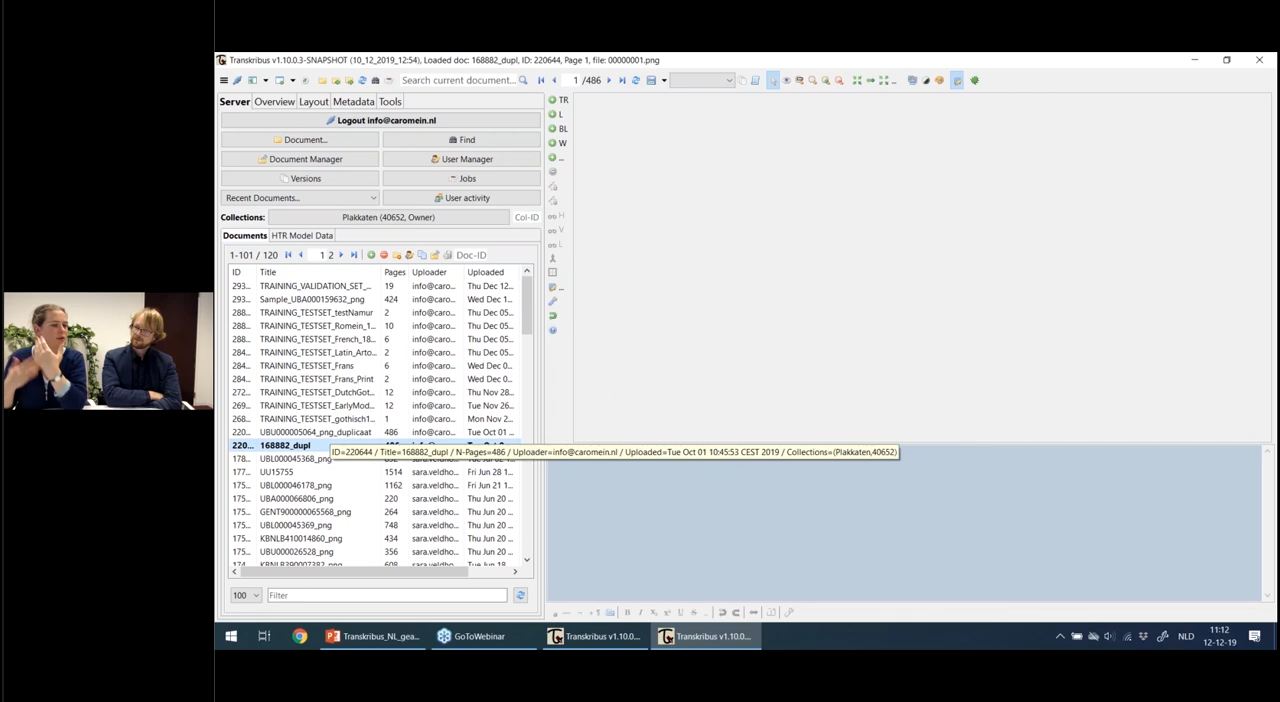 Transkribus v1.10.0.3-SNAPSHOT (10_12_2019_12:54), Loaded doc: 168882_dupl, ID: 220644, Page 1, file: 00000001.png
Search current document... 1 /486
Server Overview Layout Metadata Tools
Logout info@caromein.nl
Document... Find
Document Manager User Manager
Versions Jobs
Recent Documents... User activity
Collections: Plakkaten (40652, Owner) Col-ID
Documents HTR Model Data
1-101 / 120 1 2 Doc-ID
ID Title Pages Uploader Uploaded
293... TRAINING_VALIDATION_SET_... 19 info@caro... Thu Dec 12...
293... Sample_UBA000159632_png 424 info@caro... Wed Dec 1...
288... TRAINING_TESTSET_testNamur 2 info@caro... Thu Dec 05...
288... TRAINING_TESTSET_Romein_1... 10 info@caro... Thu Dec 05...
288... TRAINING_TESTSET_French_18... 6 info@caro... Thu Dec 05...
284... TRAINING_TESTSET_Latin_Arto... 2 info@caro... Thu Dec 05...
284... TRAINING_TESTSET_Frans 6 info@caro... Wed Dec 0...
284... TRAINING_TESTSET_Frans_Print 2 info@caro... Wed Dec 0...
272... TRAINING_TESTSET_DutchGot... 12 info@caro... Thu Nov 28...
269... TRAINING_TESTSET_EarlyMod... 12 info@caro... Tue Nov 26...
268... TRAINING_TESTSET_gothisch1... 1 info@caro... Mon Nov 2...
220... UBU000005064_png_duplicaat 486 info@caro... Tue Oct 01 ...
220... 168882_dupl
ID=220644 / Title=168882_dupl / N-Pages=486 / Uploader=info@caromein.nl / Uploaded=Tue Oct 01 10:45:53 CEST 2019 / Collections=(Plakkaten,40652)
178... UBL000045368_png
177... UU15755 1514 sara.veldho... Fri Jun 28 1...
175... UBL000046178_png 1162 sara.veldho... Fri Jun 21 1...
175... UBA000066806_png 220 sara.veldho... Thu Jun 20 ...
175... GENT900000065568_png 264 sara.veldho... Thu Jun 20 ...
175... UBL000045369_png 748 sara.veldho... Thu Jun 20 ...
175... KBNLB410014860_png 434 sara.veldho... Thu Jun 20 ...
175... UBU000026528_png 356 sara.veldho... Thu Jun 20 ...
174... KBNLB390007382_png 608 sara.veldho... Tue Jun 18 ...
100 Filter
TR
L
BL
W
...
H
V
L
...
B I U S
Transkribus_NL_gea... GoToWebinar Transkribus v1.10.0... Transkribus v1.10.0... NLD 11:12
12-12-19